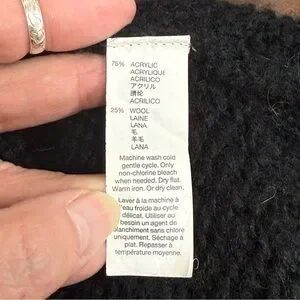 75% ACRYLIC
ACRYLIQUE
ACRILICO
アクリル
腈纶
ACRILICO
25% WOOL
LAINE
LANA
毛
羊毛
LANA
Machine wash cold
gentle cycle. Only
non-chlorine bleach
when needed. Dry flat.
Warm iron. Or dry clean.
Laver à la machine à
l'eau froide au cycle
délicat. Utiliser au
besoin un agent de
blanchiment sans chlore
uniquement. Séchage à
plat. Repasser à
température moyenne.